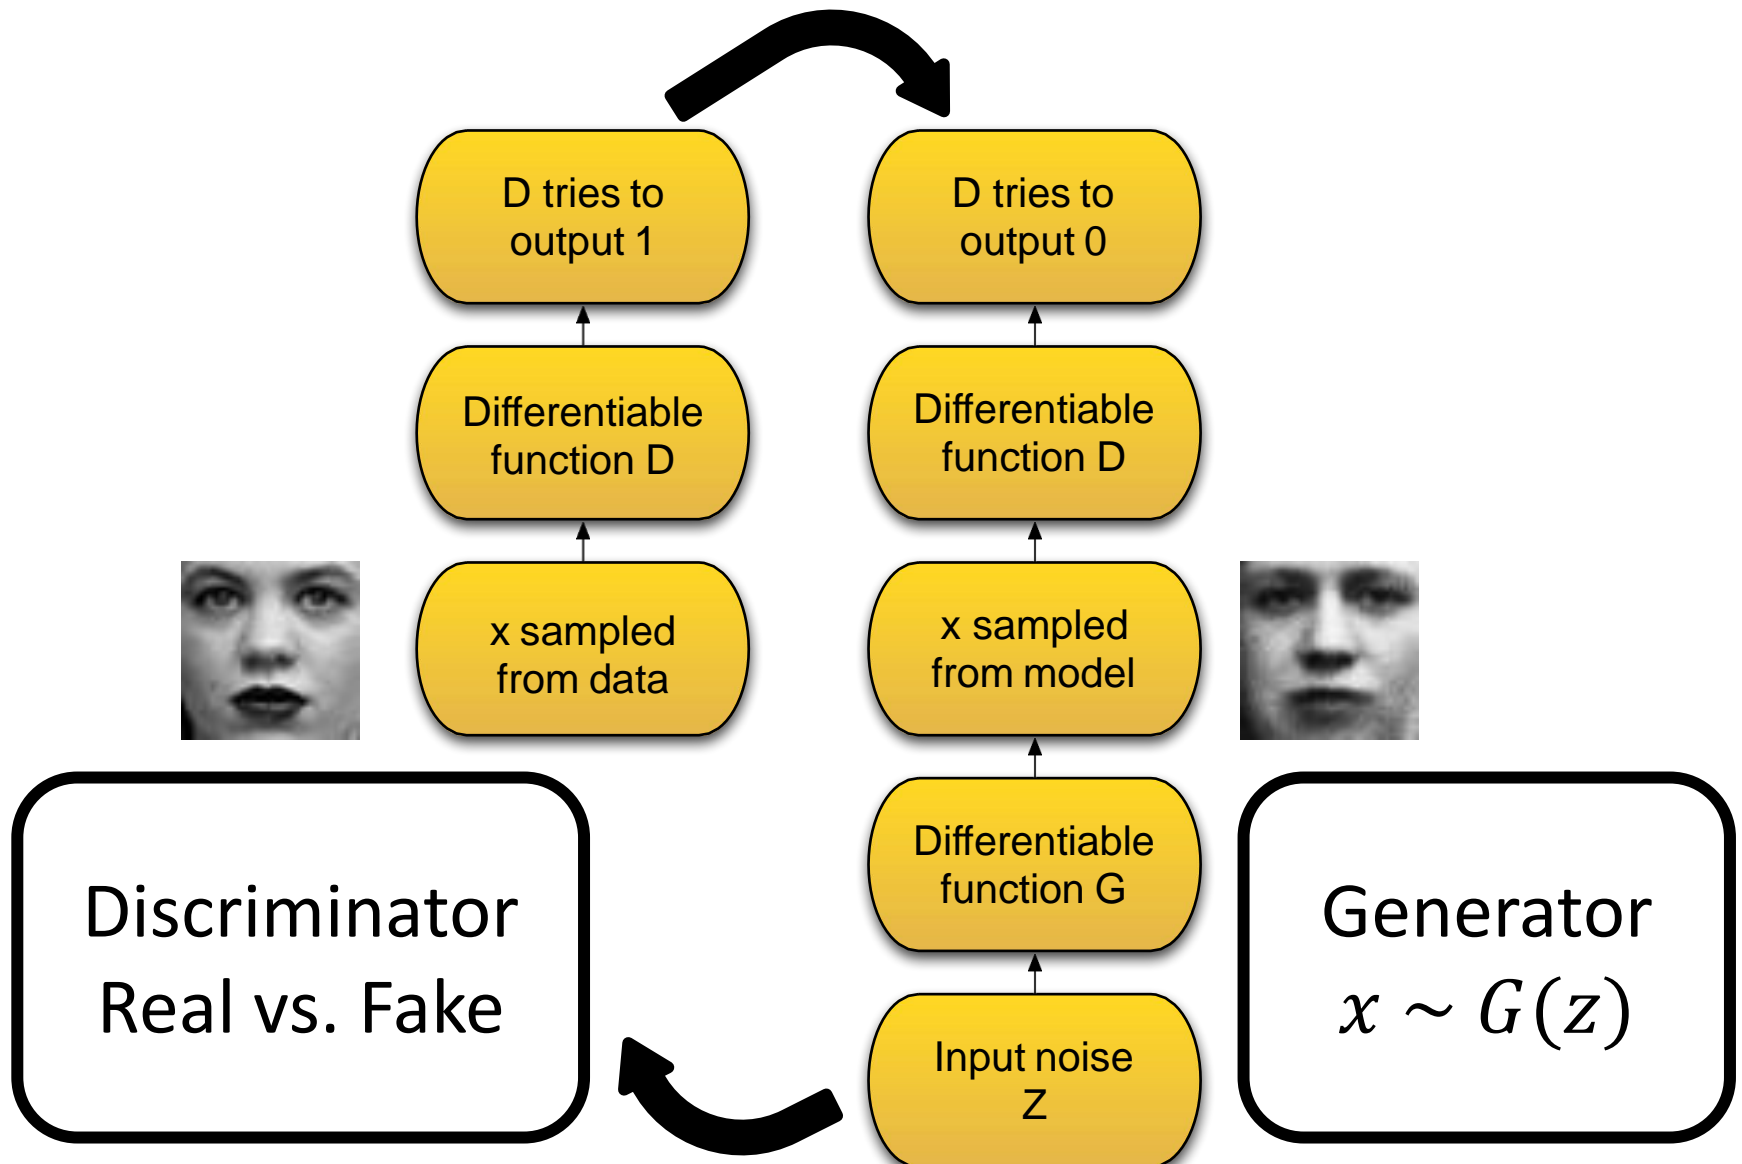 D tries to
output 1
D tries to
output 0
Differentiable
function D
Differentiable
function D
x sampled
from data
x sampled
from model
Differentiable
function G
Input noise
Z
Discriminator
Real vs. Fake
Generator
x ~ G(z)